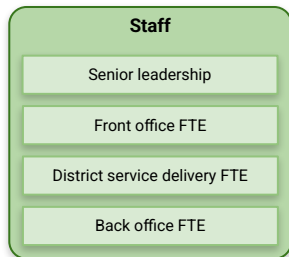 Staff
Senior leadership
Front office FTE
District service delivery FTE
Back office FTE